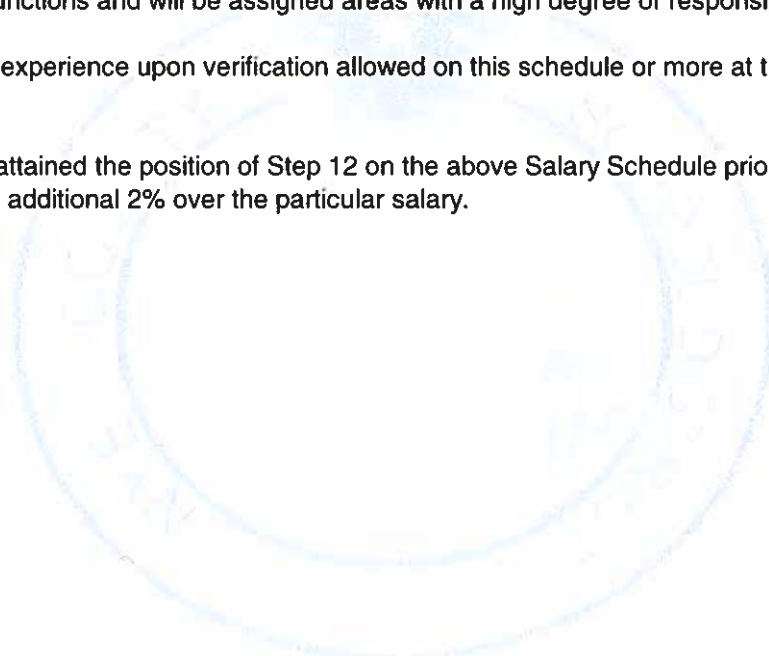 unctions and will be assigned areas with a high degree of responsi
experience upon verification allowed on this schedule or more at t
attained the position of Step 12 on the above Salary Schedule prio
additional 2% over the particular salary.